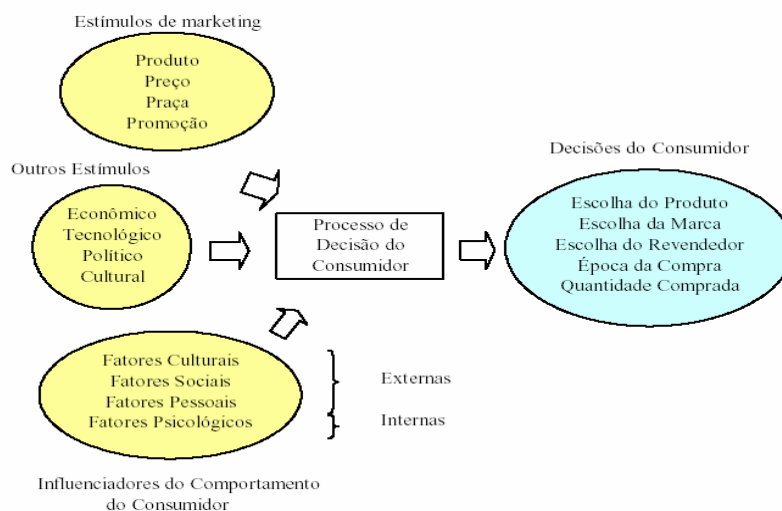 Estímulos de marketing
Produto
Preço
Praça
Promoção
Outros Estímulos
Econômico
Tecnológico
Político
Cultural
Processo de
Decisão do
Consumidor
Decisões do Consumidor
Escolha do Produto
Escolha da Marca
Escolha do Revendedor
Época da Compra
Quantidade Comprada
Fatores Culturais
Fatores Sociais
Fatores Pessoais
Fatores Psicológicos
Externas
Internas
Influenciadores do Comportamento
do Consumidor